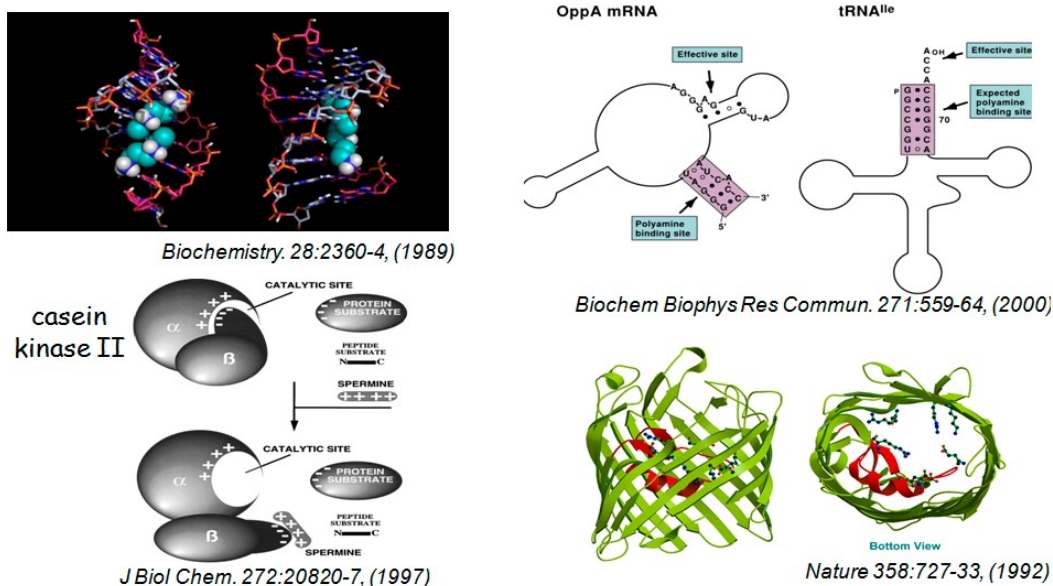 OppA mRNA
tRNAIle
Effective site
A
G
G
G
A
G
G
U
A
Polyamine
binding site
3'
5'
A OH
C
C
A
Effective site
P
Expected
polyamine
binding site
70
Biochemistry. 28:2360-4, (1989)
Biochem Biophys Res Commun. 271:559-64, (2000)
casein
kinase II
CATALYTIC SITE
α
ß
PROTEIN
SUBSTRATE
PEPTIDE
SUBSTRATE
N C
SPERMINE
++++
CATALYTIC SITE
α
ß
PROTEIN
SUBSTRATE
PEPTIDE
SUBSTRATE
N C
SPERMINE
J Biol Chem. 272:20820-7, (1997)
Bottom View
Nature 358:727-33, (1992)